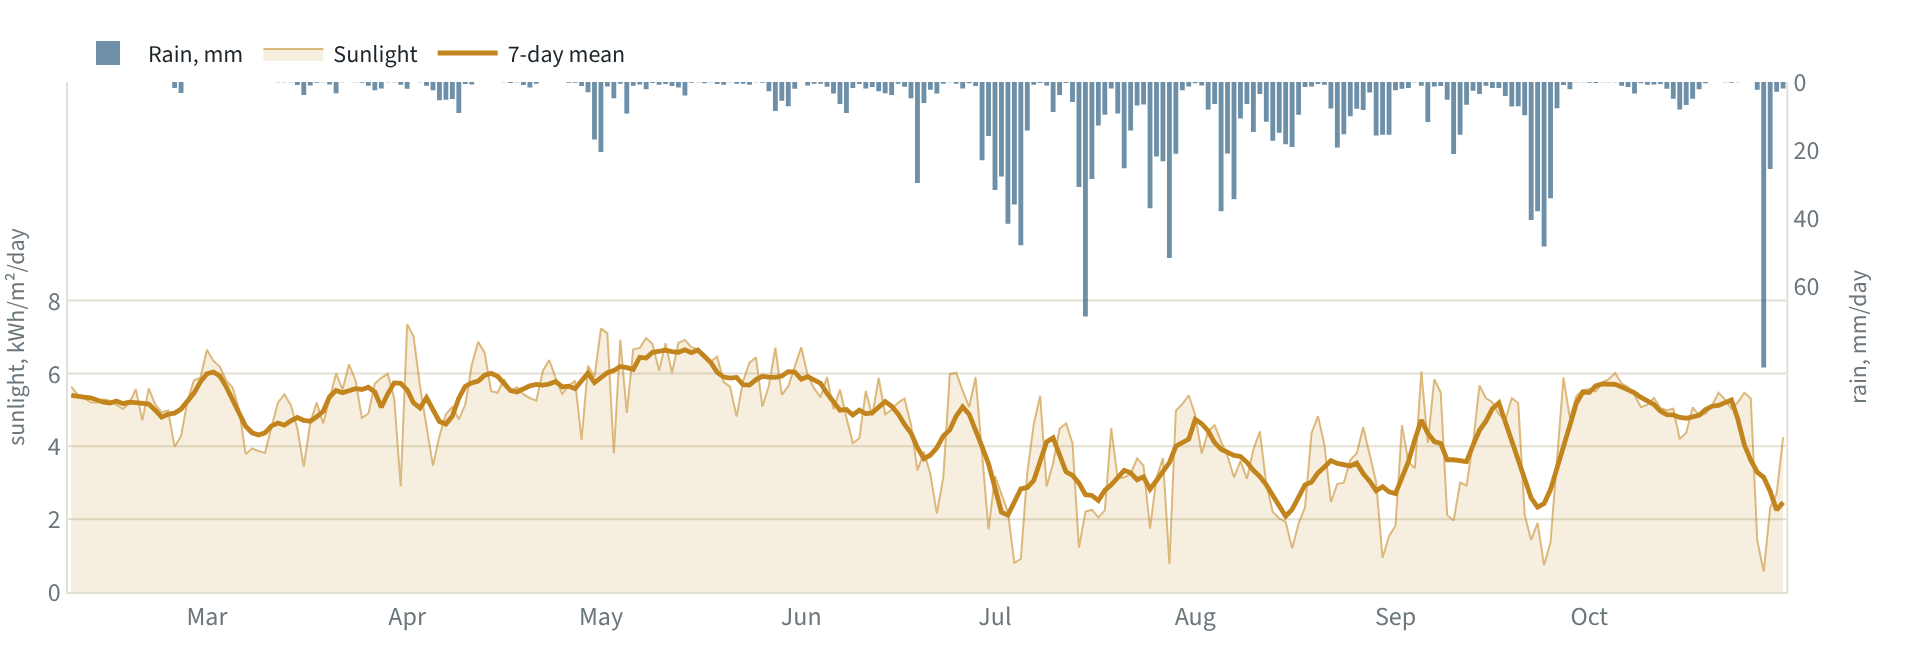 Rain, mm Sunlight 7-day mean
sunlight, kWh/m²/day
8
6
4
2
0
0
20
40
60
rain, mm/day
Mar Apr May Jun Jul Aug Sep Oct